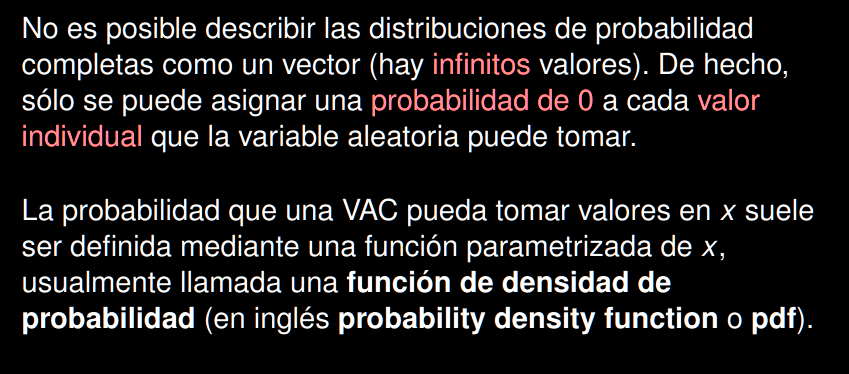 No es posible describir las distribuciones de probabilidad
completas como un vector (hay infinitos valores). De hecho,
sólo se puede asignar una probabilidad de 0 a cada valor
individual que la variable aleatoria puede tomar.
La probabilidad que una VAC pueda tomar valores en x suele
ser definida mediante una función parametrizada de x,
usualmente llamada una función de densidad de
probabilidad (en inglés probability density function o pdf).